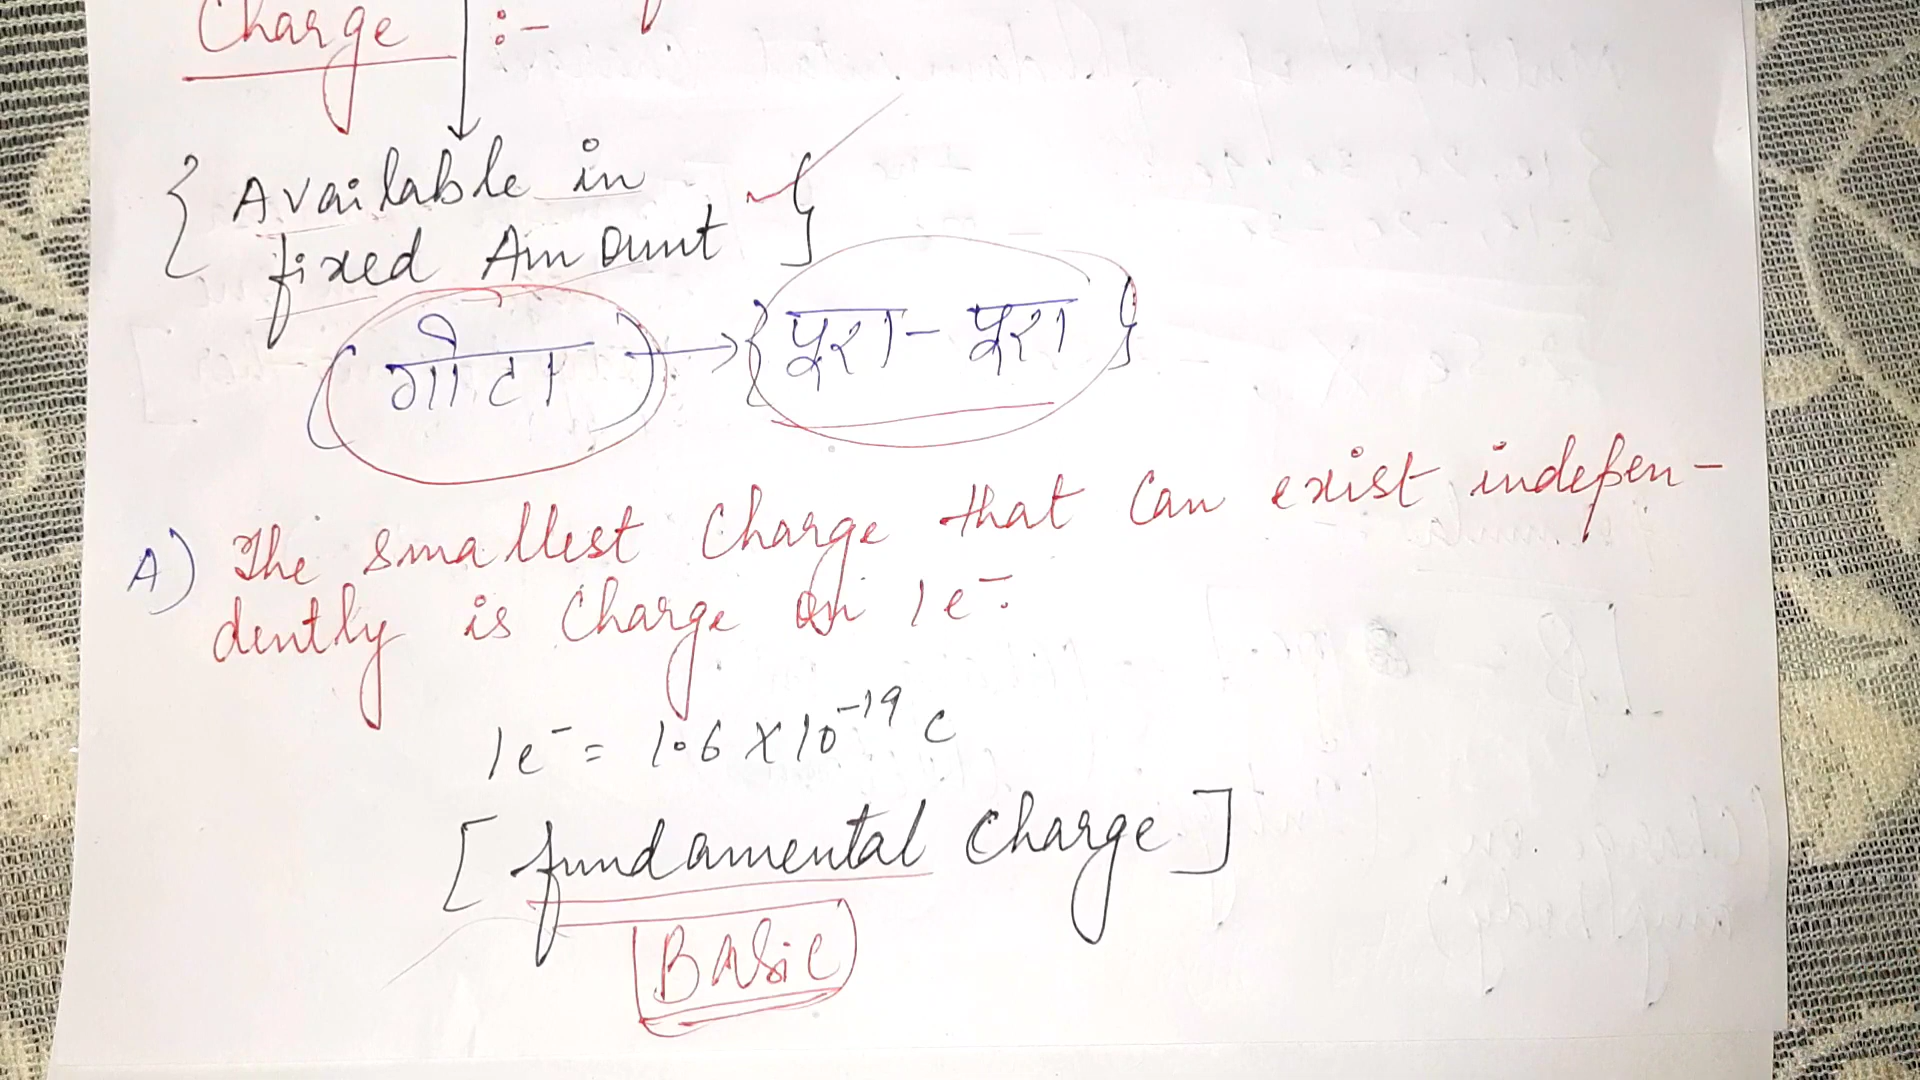 Charge :-
{ Available in
fixed Amount }
( गोटा ) → { पूरा - पूरा }
A) The smallest charge that can exist indepen-
dently is charge on 1e⁻.
1e⁻ = 1.6 × 10⁻¹⁹ C
[ fundamental charge ]
BASic